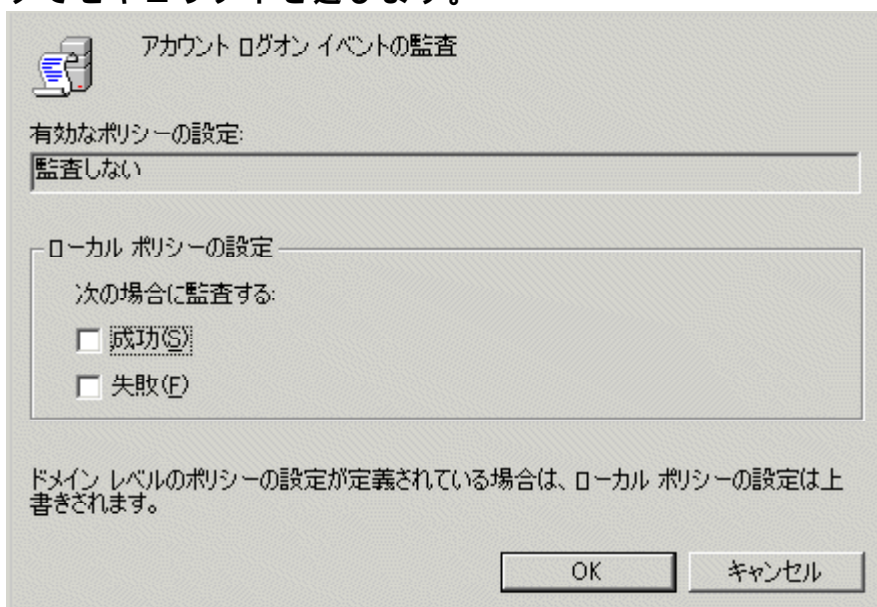 アカウント ログオン イベントの監査
有効なポリシーの設定:
監査しない
ローカル ポリシーの設定
次の場合に監査する:
成功(S)
失敗(F)
ドメイン レベルのポリシーの設定が定義されている場合は、ローカル ポリシーの設定は上
書きされます。
OK
キャンセル